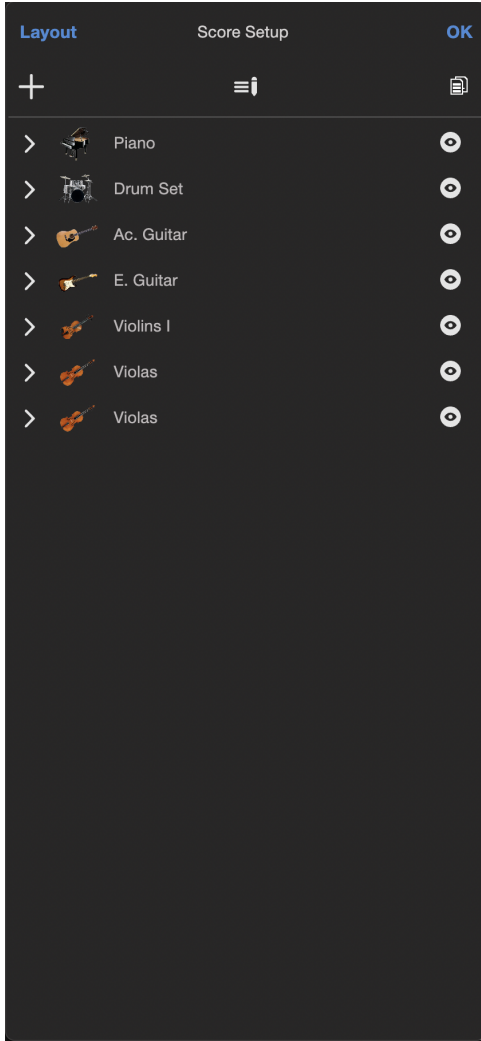 Layout Score Setup OK
Piano
Drum Set
Ac. Guitar
E. Guitar
Violins I
Violas
Violas